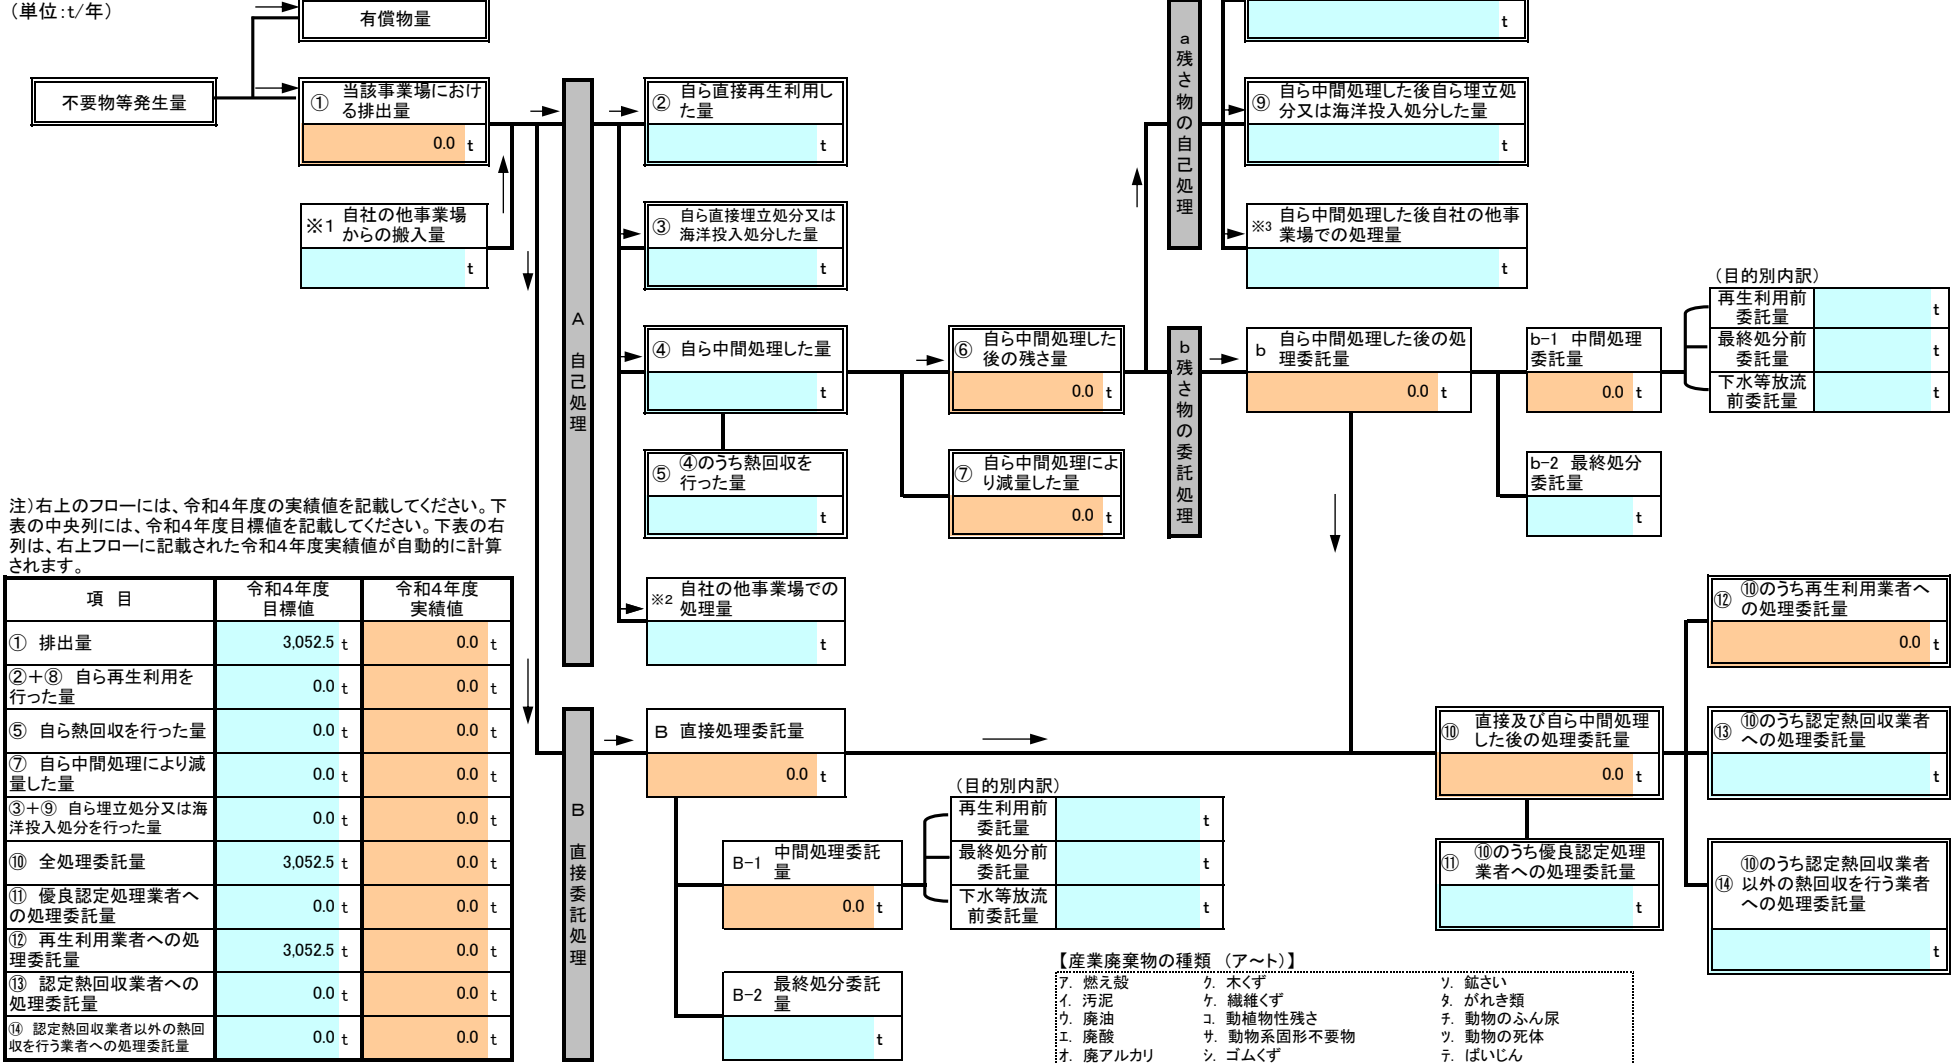 （単位:t/年）
有償物量
不要物等発生量
① 当該事業場におけ
る排出量
0.0 t
※1 自社の他事業場
からの搬入量
t
A 自己処理
② 自ら直接再生利用し
た量
t
③ 自ら直接埋立処分又は
海洋投入処分した量
t
④ 自ら中間処理した量
t
⑤ ④のうち熱回収を
行った量
t
※2 自社の他事業場での
処理量
t
⑥ 自ら中間処理した
後の残さ量
0.0 t
⑦ 自ら中間処理によ
り減量した量
0.0 t
a残さ物の自己処理
t
⑨ 自ら中間処理した後自ら埋立処
分又は海洋投入処分した量
t
※3 自ら中間処理した後自社の他事
業場での処理量
t
b残さ物の委託処理
b 自ら中間処理した後の処
理委託量
0.0 t
b-1 中間処理
委託量
0.0 t
（目的別内訳）
再生利用前
委託量
t
最終処分前
委託量
t
下水等放流
前委託量
t
b-2 最終処分
委託量
t
注）右上のフローには、令和４年度の実績値を記載してください。下
表の中央列には、令和４年度目標値を記載してください。下表の右
列は、右上フローに記載された令和４年度実績値が自動的に計算
されます。
項 目
令和４年度
目標値
令和４年度
実績値
① 排出量 3,052.5 t 0.0 t
②＋⑧ 自ら再生利用を
行った量 0.0 t 0.0 t
⑤ 自ら熱回収を行った量 0.0 t 0.0 t
⑦ 自ら中間処理により減
量した量 0.0 t 0.0 t
③＋⑨ 自ら埋立処分又は海
洋投入処分を行った量 0.0 t 0.0 t
⑩ 全処理委託量 3,052.5 t 0.0 t
⑪ 優良認定処理業者へ
の処理委託量 0.0 t 0.0 t
⑫ 再生利用業者への処
理委託量 3,052.5 t 0.0 t
⑬ 認定熱回収業者への
処理委託量 0.0 t 0.0 t
⑭ 認定熱回収業者以外の熱回
収を行う業者への処理委託量 0.0 t 0.0 t
B 直接委託処理
B 直接処理委託量
0.0 t
B-1 中間処理委託
量
0.0 t
（目的別内訳）
再生利用前
委託量
t
最終処分前
委託量
t
下水等放流
前委託量
t
B-2 最終処分委託
量
t
⑩ 直接及び自ら中間処理
した後の処理委託量
0.0 t
⑪ ⑩のうち優良認定処理
業者への処理委託量
t
⑫ ⑩のうち再生利用業者へ
の処理委託量
0.0 t
⑬ ⑩のうち認定熱回収業者
への処理委託量
t
⑭ ⑩のうち認定熱回収業者
以外の熱回収を行う業者
への処理委託量
t
【産業廃棄物の種類 （ア～ト）】
ア. 燃え殻 ク. 木くず ソ. 鉱さい
イ. 汚泥 ケ. 繊維くず タ. がれき類
ウ. 廃油 コ. 動植物性残さ チ. 動物のふん尿
エ. 廃酸 サ. 動物系固形不要物 ツ. 動物の死体
オ. 廃アルカリ シ. ゴムくず テ. ばいじん